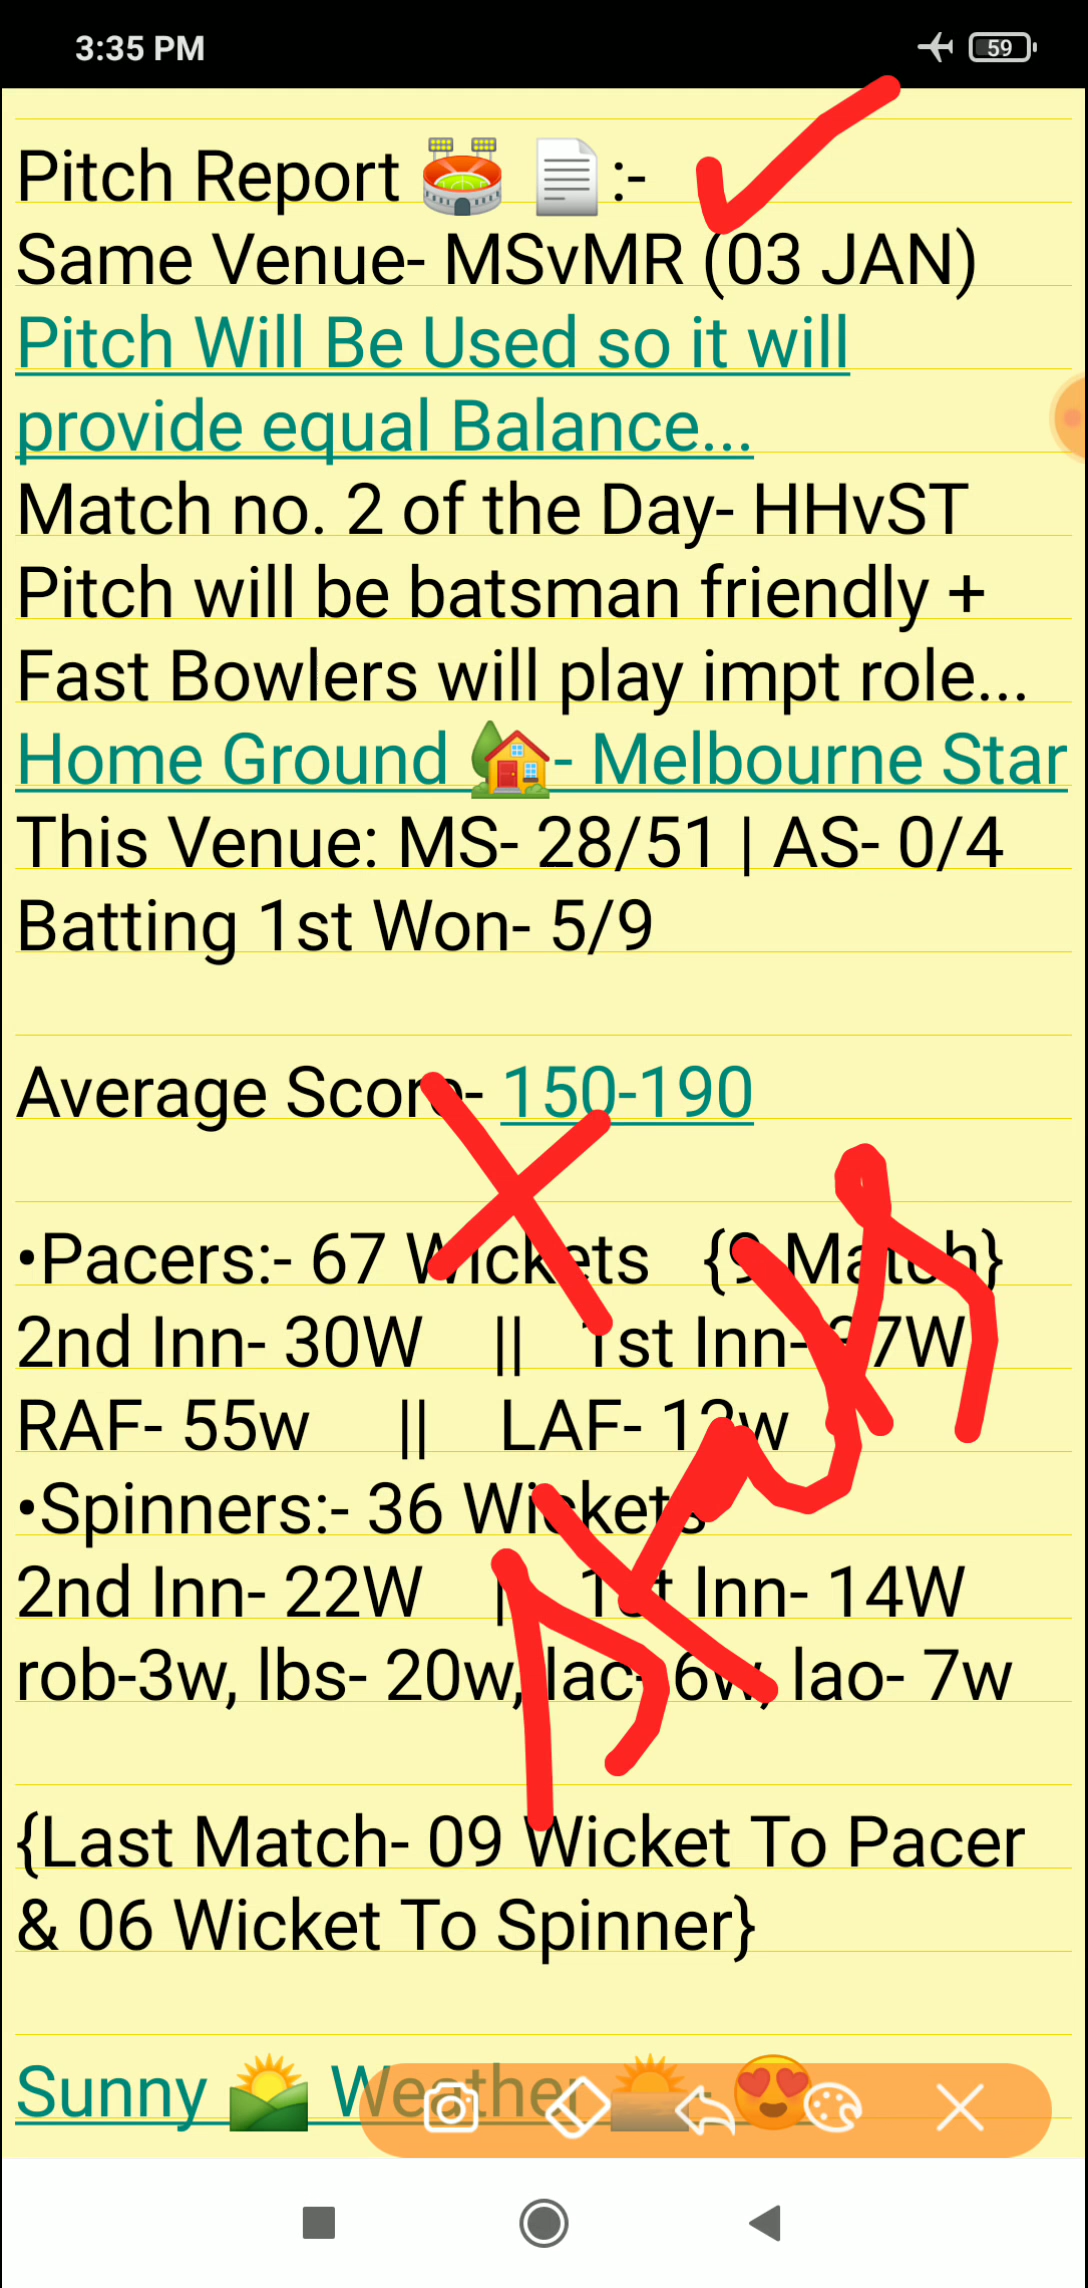 3:35 PM
59
Pitch Report 🏟️ 📄 :-
Same Venue- MSvMR (03 JAN)
Pitch Will Be Used so it will
provide equal Balance...
Match no. 2 of the Day- HHvST
Pitch will be batsman friendly +
Fast Bowlers will play impt role...
Home Ground 🏡- Melbourne Star
This Venue: MS- 28/51 | AS- 0/4
Batting 1st Won- 5/9
Average Score- 150-190
•Pacers:- 67 Wickets {9 Match}
2nd Inn- 30W || 1st Inn- 37W
RAF- 55w || LAF- 12w
•Spinners:- 36 Wickets
2nd Inn- 22W || 1st Inn- 14W
rob-3w, lbs- 20w, lac- 6w, lao- 7w
{Last Match- 09 Wicket To Pacer
& 06 Wicket To Spinner}
Sunny 🌄 Weather 🌅- 😍